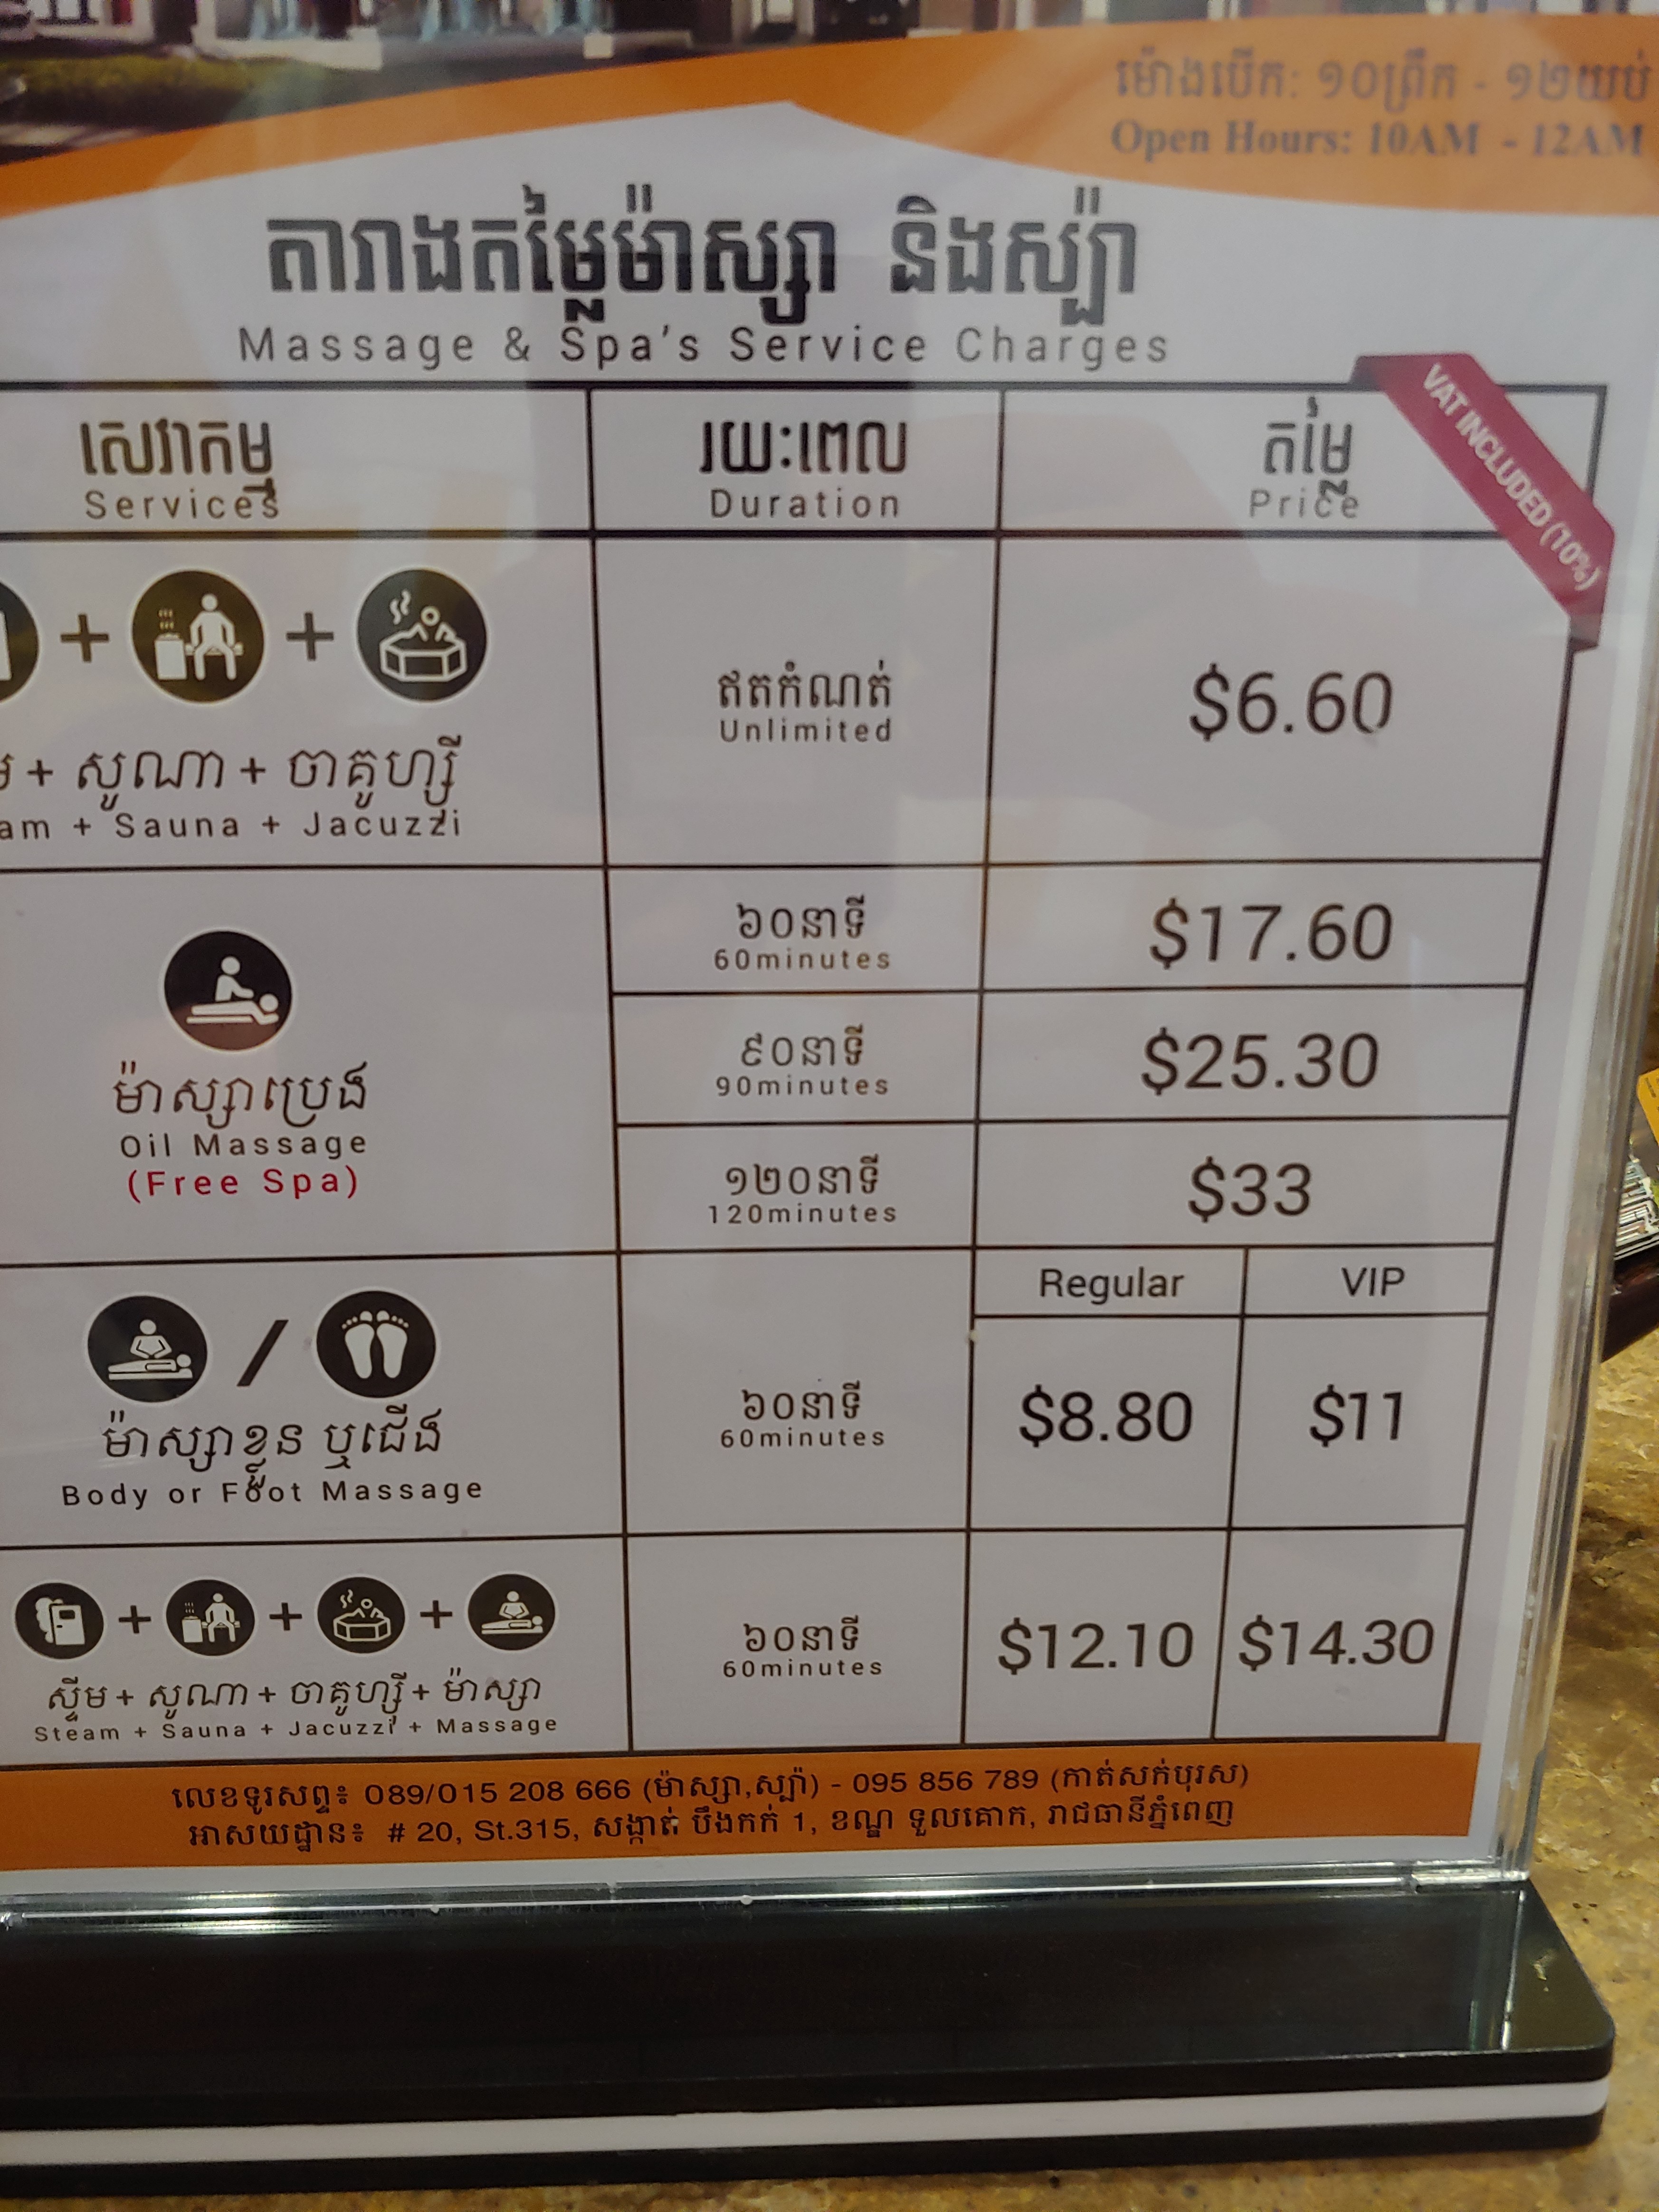 ម៉ោងបើក: ១០ព្រឹក - ១២យប់
Open Hours: 10AM - 12AM
តារាងតម្លៃម៉ាស្សា និងស្ប៉ា
Massage & Spa's Service Charges
សេវាកម្ម
Services
រយៈពេល
Duration
តម្លៃ
Price
VAT INCLUDED (10%)
+ សូណា + ចាគូហ្ស៊ី
am + Sauna + Jacuzzi
ឥតកំណត់
Unlimited
$6.60
ម៉ាស្សាប្រេង
Oil Massage
(Free Spa)
៦០នាទី
60minutes
$17.60
៩០នាទី
90minutes
$25.30
១២០នាទី
120minutes
$33
Regular
VIP
ម៉ាស្សាខ្លួន ឬជើង
Body or Foot Massage
៦០នាទី
60minutes
$8.80
$11
ស្ទីម + សូណា + ចាគូហ្ស៊ី + ម៉ាស្សា
Steam + Sauna + Jacuzzi + Massage
៦០នាទី
60minutes
$12.10
$14.30
លេខទូរសព្ទ៖ 089/015 208 666 (ម៉ាស្សា,ស្ប៉ា) - 095 856 789 (កាត់សក់បុរស)
អាសយដ្ឋាន៖ # 20, St.315, សង្កាត់ បឹងកក់ 1, ខណ្ឌ ទួលគោក, រាជធានីភ្នំពេញ